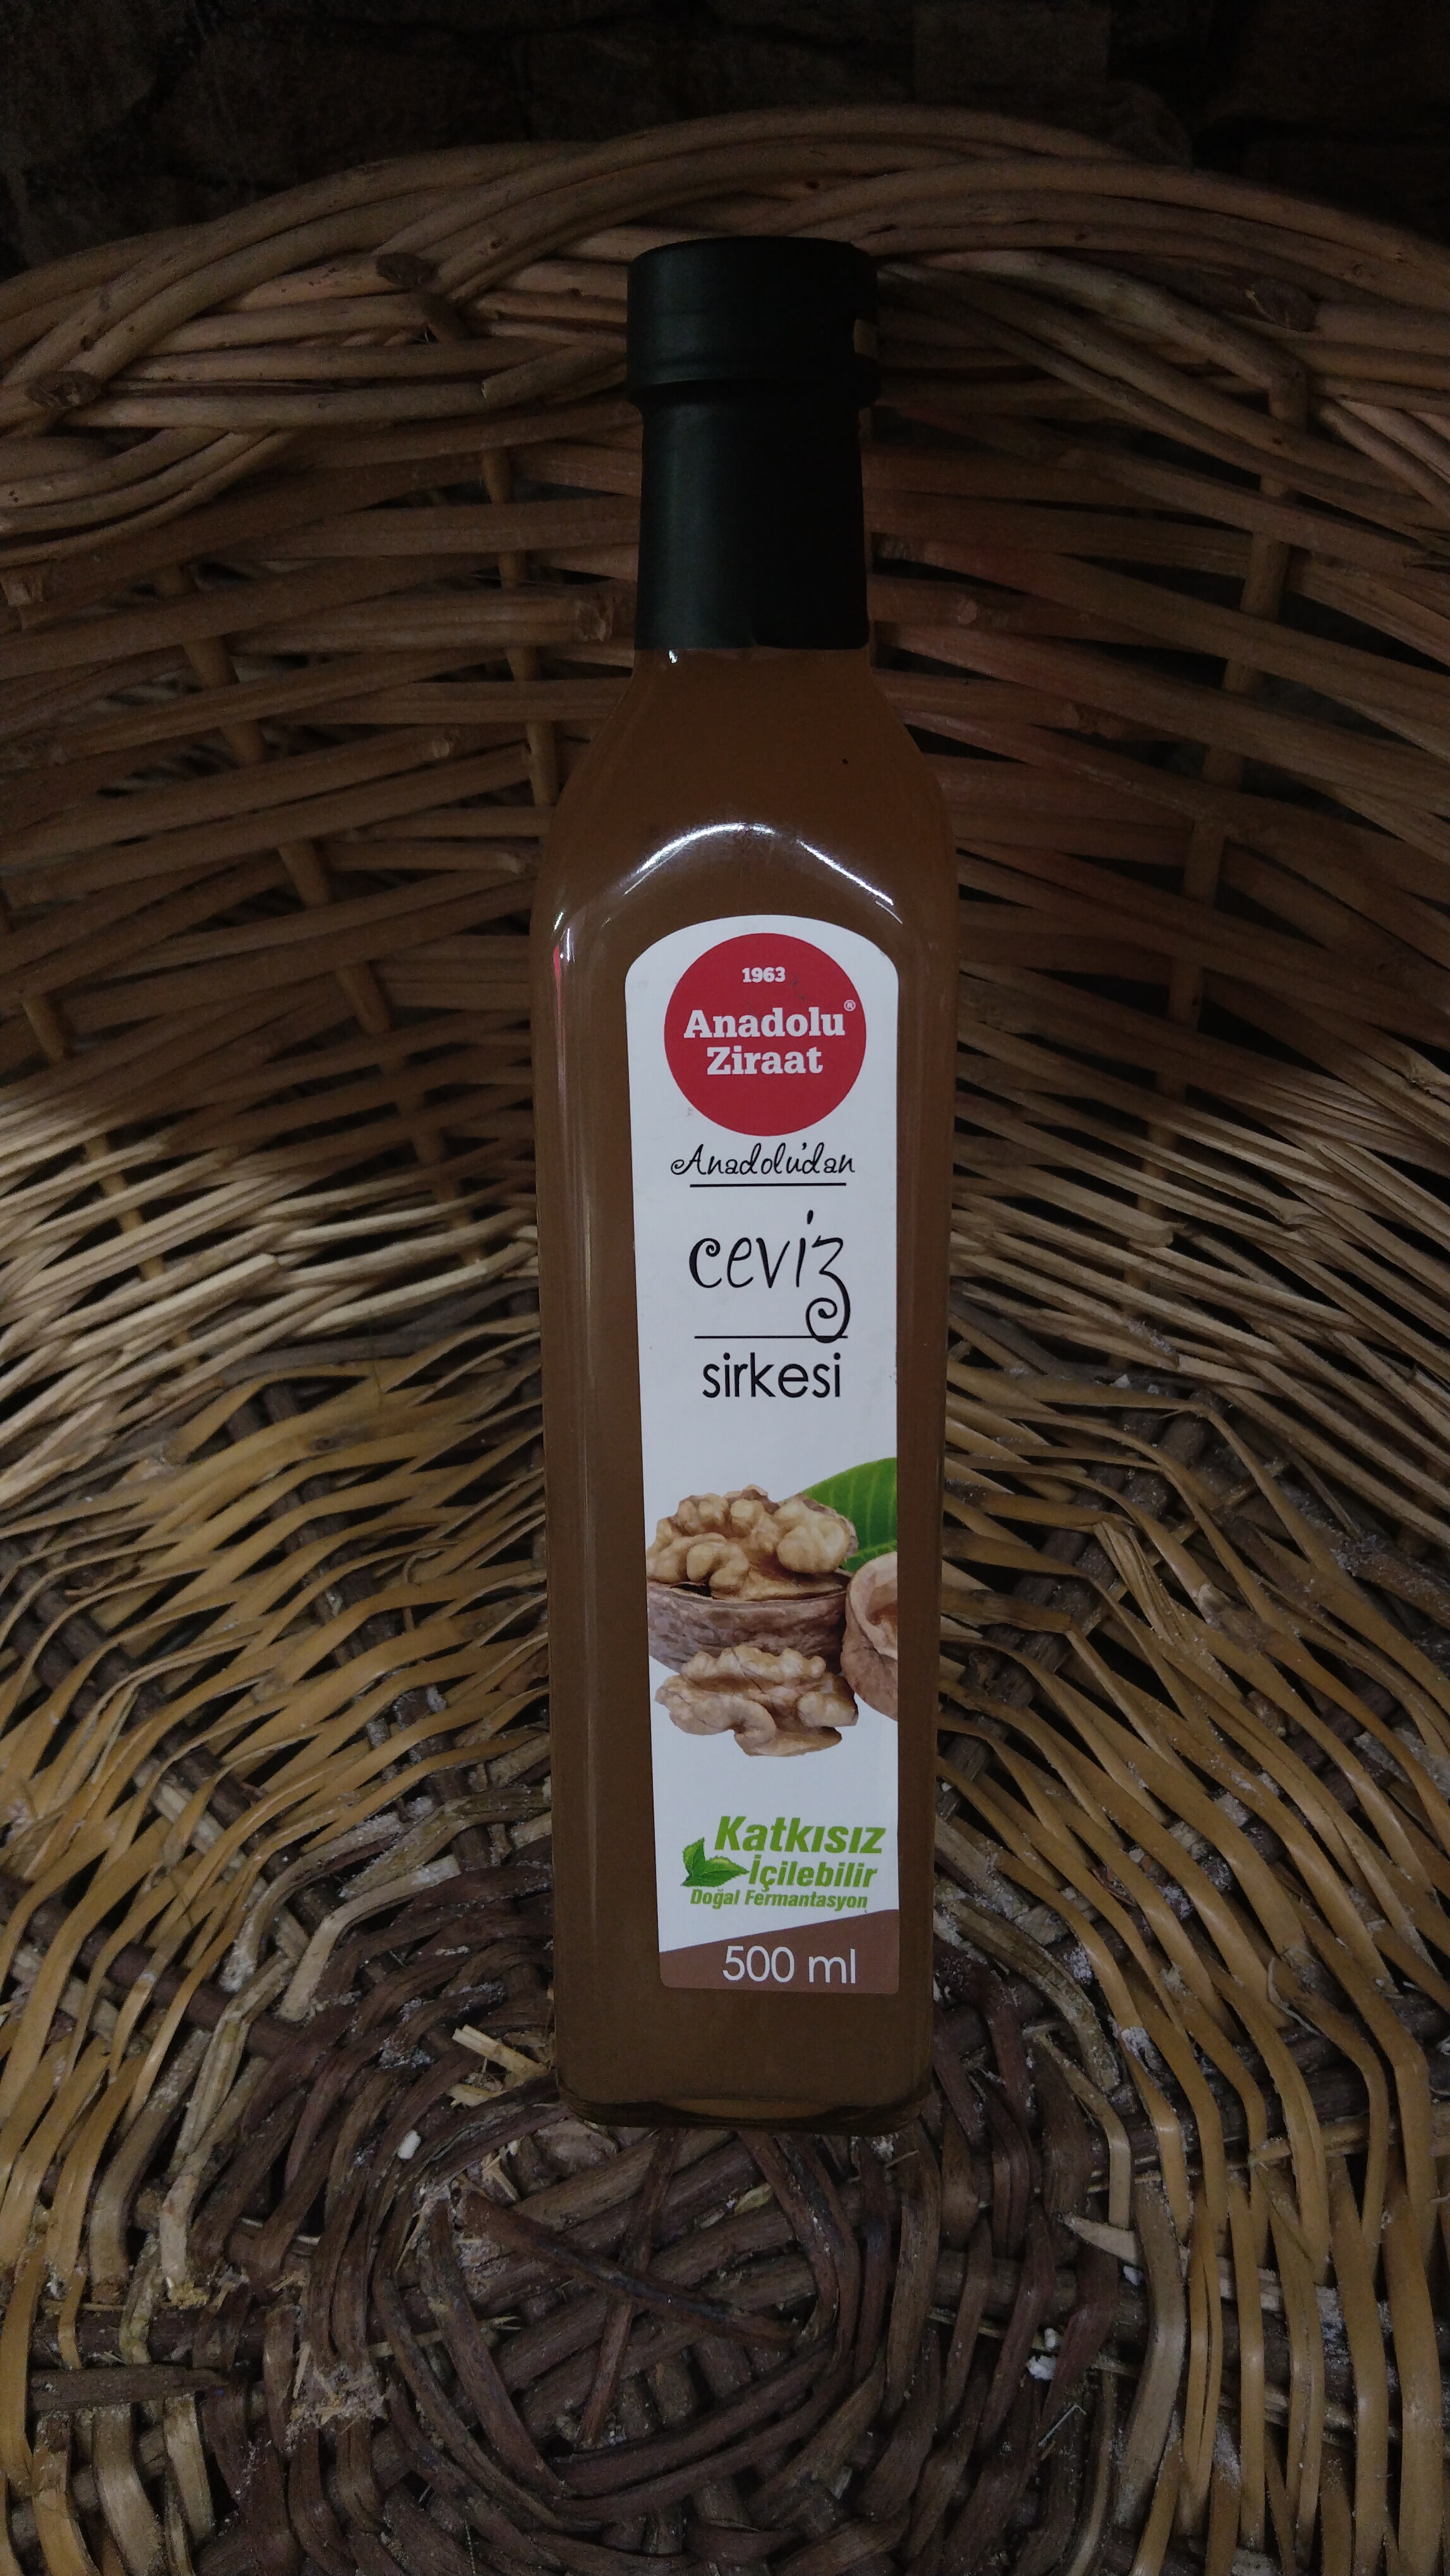 1963
Anadolu®
Ziraat
Anadolu'dan
ceviz
sirkesi
Katkısız
İçilebilir
Doğal Fermantasyon
500 ml